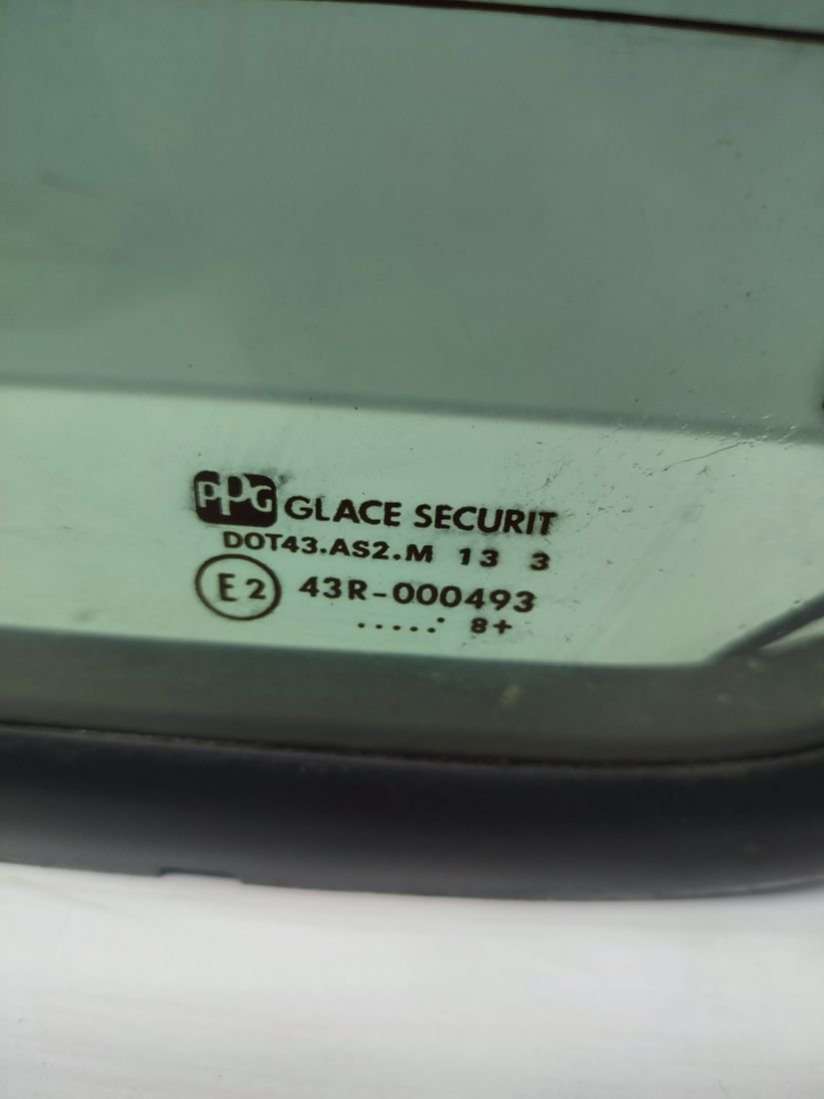 PPG GLACE SECURIT
DOT43.AS2.M 13 3
E2 43R-000493
.....· 8+